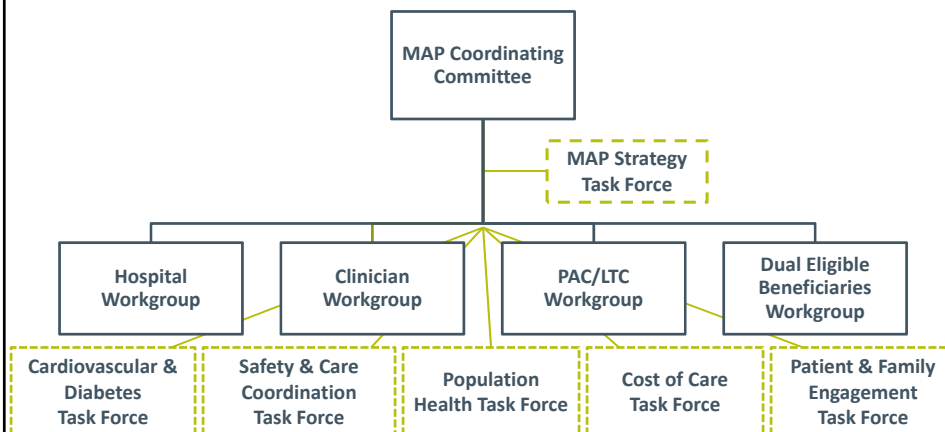 MAP Coordinating
Committee
MAP Strategy
Task Force
Hospital
Workgroup
Clinician
Workgroup
PAC/LTC
Workgroup
Dual Eligible
Beneficiaries
Workgroup
Cardiovascular &
Diabetes
Task Force
Safety & Care
Coordination
Task Force
Population
Health Task Force
Cost of Care
Task Force
Patient & Family
Engagement
Task Force